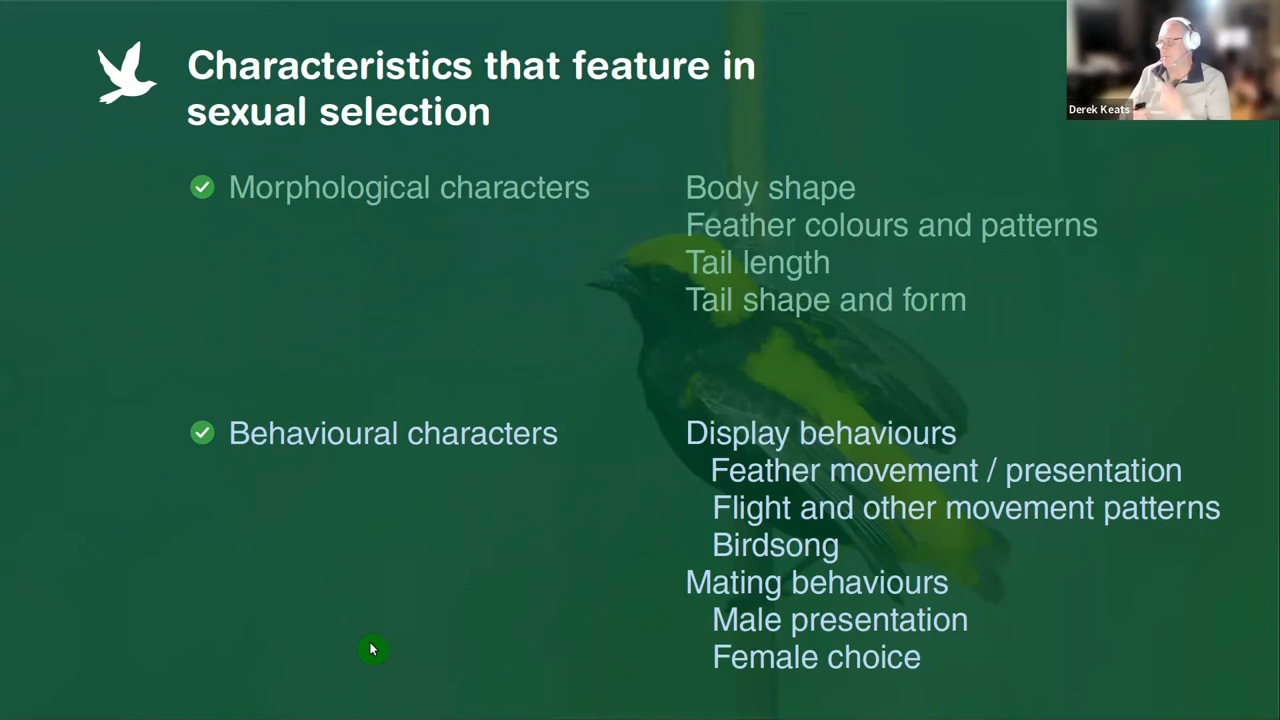 Characteristics that feature in
sexual selection
Derek Keats
Morphological characters
Body shape
Feather colours and patterns
Tail length
Tail shape and form
Behavioural characters
Display behaviours
Feather movement / presentation
Flight and other movement patterns
Birdsong
Mating behaviours
Male presentation
Female choice